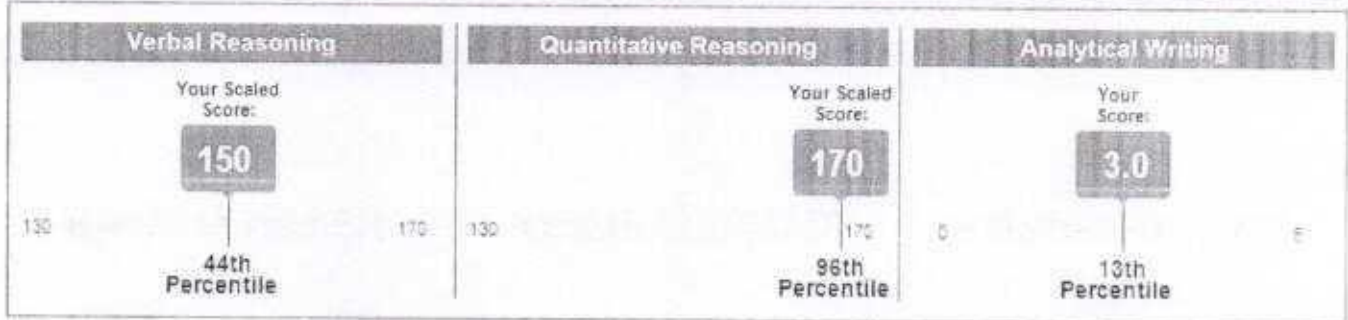 Verbal Reasoning
Your Scaled
Score:
150
130
170
44th
Percentile
Quantitative Reasoning
Your Scaled
Score:
170
130
170
96th
Percentile
Analytical Writing
Your
Score:
3.0
0
6
13th
Percentile